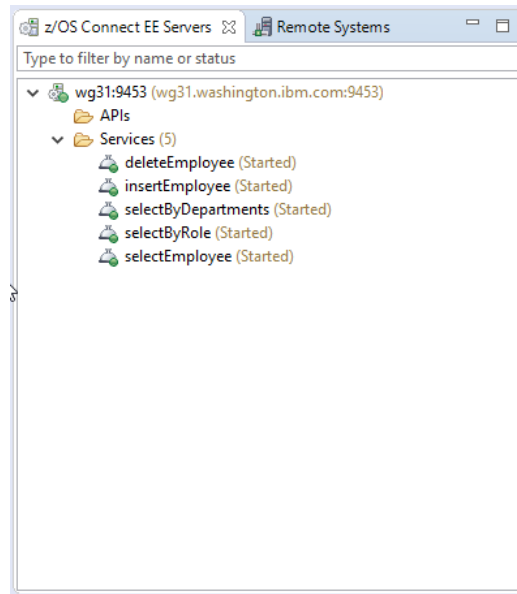 z/OS Connect EE Servers Remote Systems
Type to filter by name or status
wg31:9453 (wg31.washington.ibm.com:9453)
APIs
Services (5)
deleteEmployee (Started)
insertEmployee (Started)
selectByDepartments (Started)
selectByRole (Started)
selectEmployee (Started)